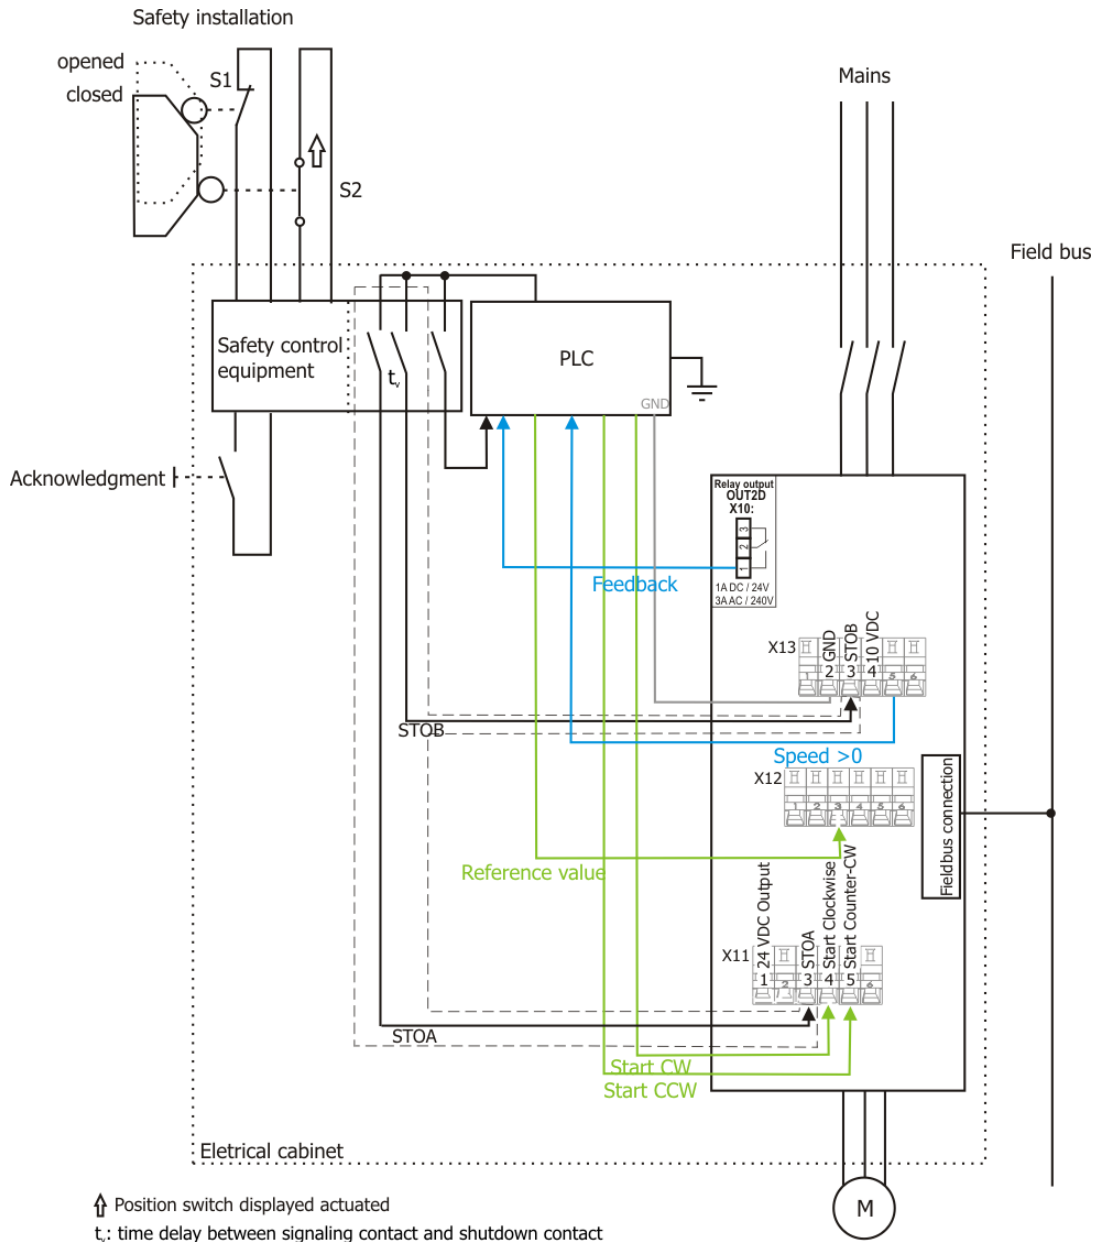 Safety installation
opened
closed
S1
S2
Mains
Field bus
Safety control
equipment
tv
PLC
GND
Acknowledgment
Relay output
OUT2D
X10:
3
2
1
1A DC / 24V
3A AC / 240V
Feedback
X13
1
2 GND
3 STOB
4 10 VDC
5
6
STOB
Speed >0
X12
1 2 3 4 5 6
Fieldbus connection
Reference value
X11
1 24 VDC Output
2
3 STOA
4 Start Clockwise
5 Start Counter-CW
6
STOA
Start CW
Start CCW
Eletrical cabinet
M
Position switch displayed actuated
tv: time delay between signaling contact and shutdown contact